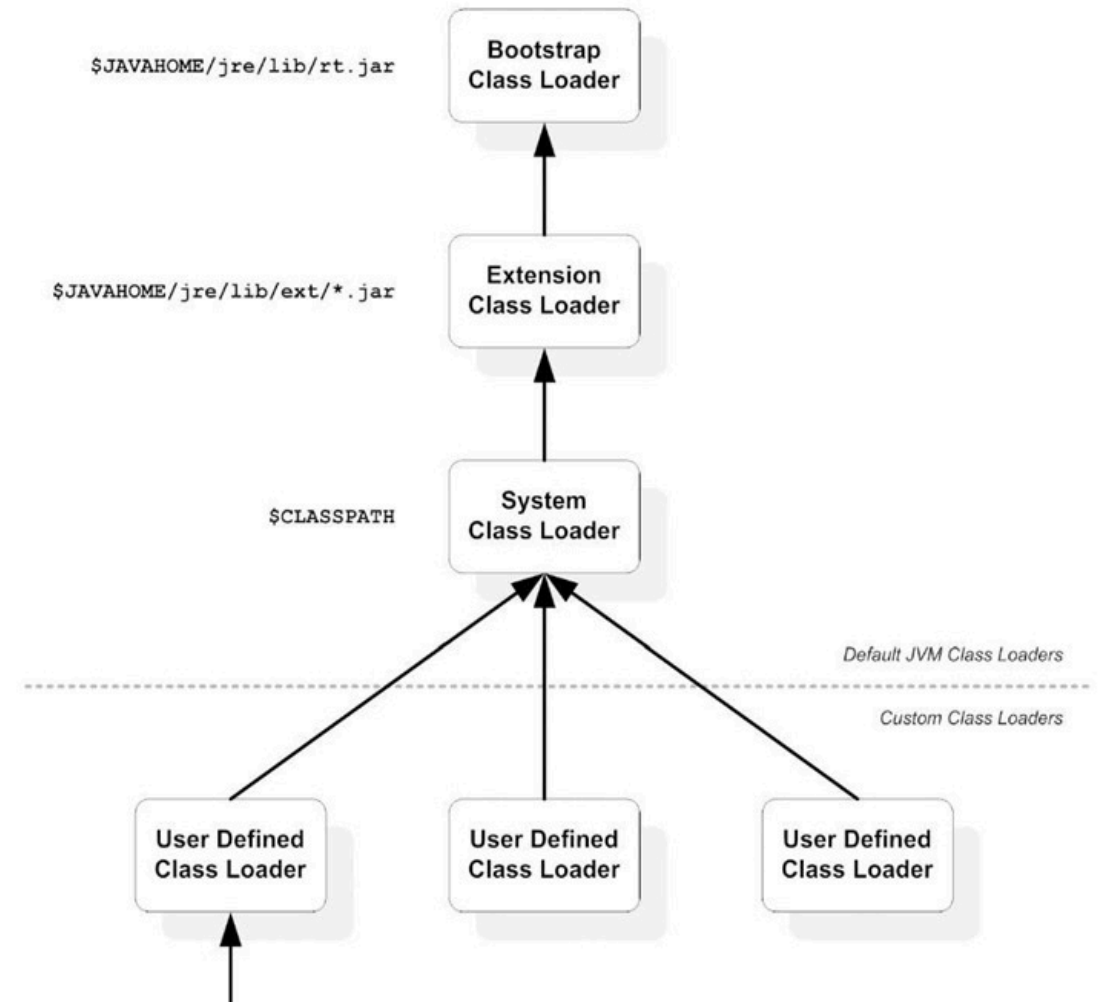 Bootstrap
Class Loader
$JAVAHOME/jre/lib/rt.jar
Extension
Class Loader
$JAVAHOME/jre/lib/ext/*.jar
System
Class Loader
$CLASSPATH
Default JVM Class Loaders
Custom Class Loaders
User Defined
Class Loader
User Defined
Class Loader
User Defined
Class Loader